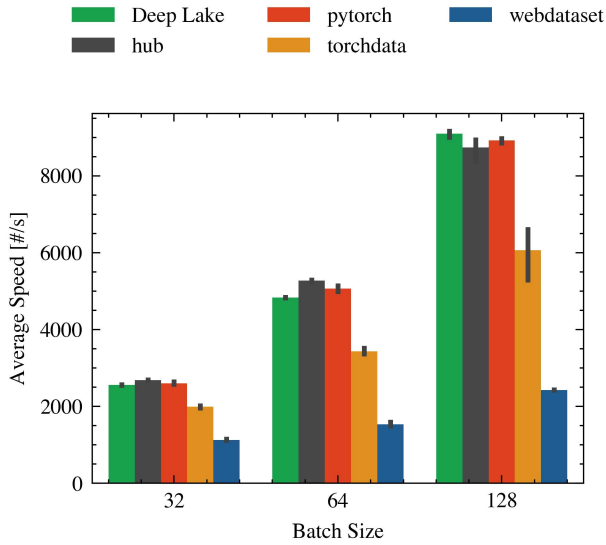 Deep Lake
pytorch
webdataset
hub
torchdata
Average Speed [#/s]
8000
6000
4000
2000
0
32
64
128
Batch Size